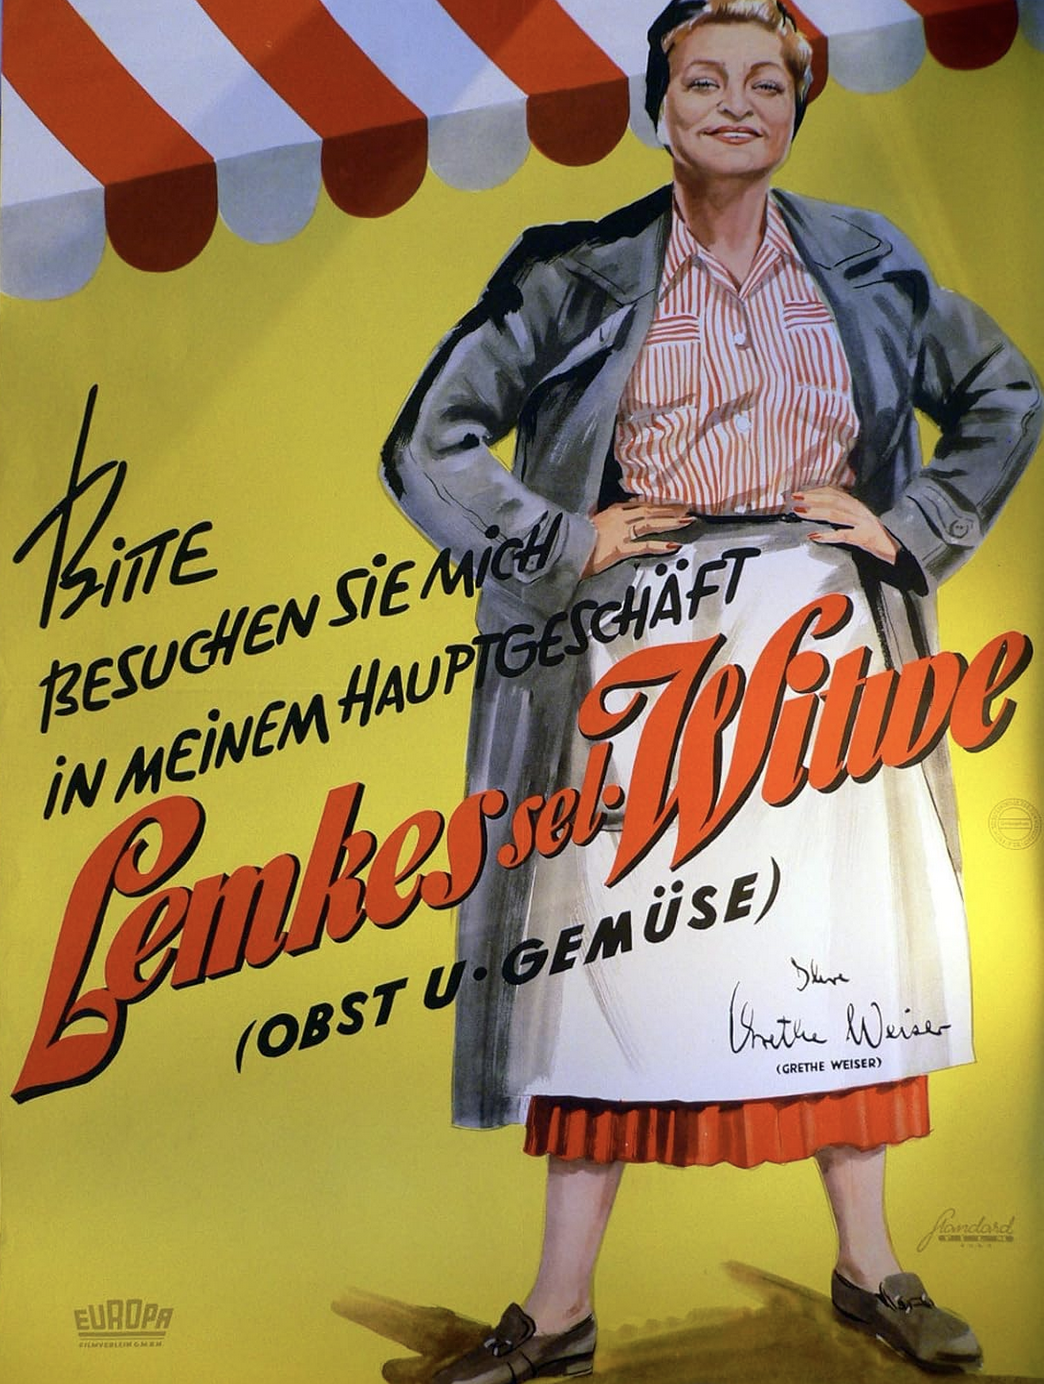 Bitte
BESUCHEN SiE MiCH
iN MEiNEM HAUPTGESCHÄFT
Lemkes sel. Witwe
(OBST U. GEMÜSE)
Ihre
Grethe Weiser
(GRETHE WEISER)
Standard
FILM
EUROPA
FILMVERLEIH G.M.B.H.